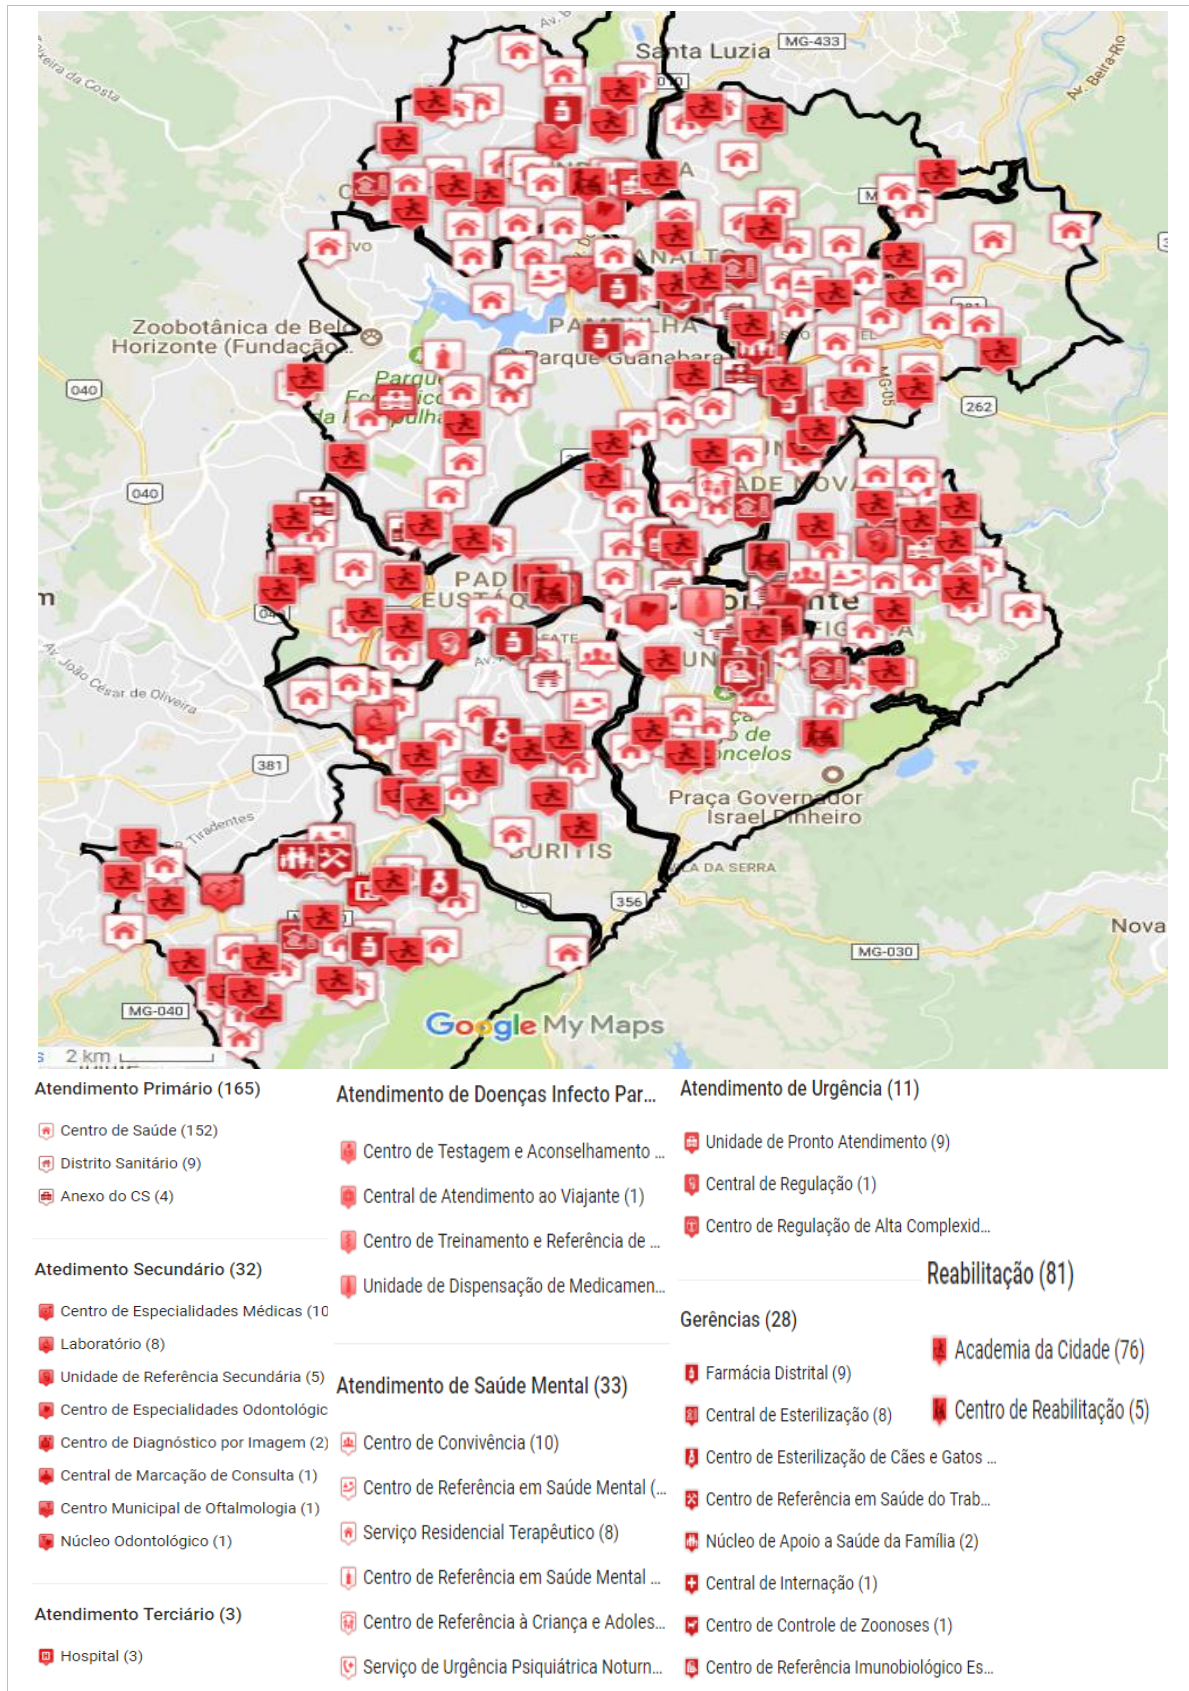 Santa Luzia
MG-433
Av. Beira-Rio
Zoobotânica de Belo
Horizonte (Fundação...
PAMPULHA
Parque Guanabara
040
262
040
PAD
EUSTÁQ
Av. João César de Oliveira
381
Tiradentes
Praça Governador
Israel Pinheiro
BURITIS
356
MG-030
Nova
MG-040
Google My Maps
2 km
Atendimento Primário (165)
Centro de Saúde (152)
Distrito Sanitário (9)
Anexo do CS (4)
Atedimento Secundário (32)
Centro de Especialidades Médicas (10
Laboratório (8)
Unidade de Referência Secundária (5)
Centro de Especialidades Odontológic
Centro de Diagnóstico por Imagem (2)
Central de Marcação de Consulta (1)
Centro Municipal de Oftalmologia (1)
Núcleo Odontológico (1)
Atendimento Terciário (3)
Hospital (3)
Atendimento de Doenças Infecto Par...
Centro de Testagem e Aconselhamento ...
Central de Atendimento ao Viajante (1)
Centro de Treinamento e Referência de ...
Unidade de Dispensação de Medicamen...
Atendimento de Saúde Mental (33)
Centro de Convivência (10)
Centro de Referência em Saúde Mental (...
Serviço Residencial Terapêutico (8)
Centro de Referência em Saúde Mental ...
Centro de Referência à Criança e Adoles...
Serviço de Urgência Psiquiátrica Noturn...
Atendimento de Urgência (11)
Unidade de Pronto Atendimento (9)
Central de Regulação (1)
Centro de Regulação de Alta Complexid...
Gerências (28)
Farmácia Distrital (9)
Central de Esterilização (8)
Centro de Esterilização de Cães e Gatos ...
Centro de Referência em Saúde do Trab...
Núcleo de Apoio a Saúde da Família (2)
Central de Internação (1)
Centro de Controle de Zoonoses (1)
Centro de Referência Imunobiológico Es...
Reabilitação (81)
Academia da Cidade (76)
Centro de Reabilitação (5)